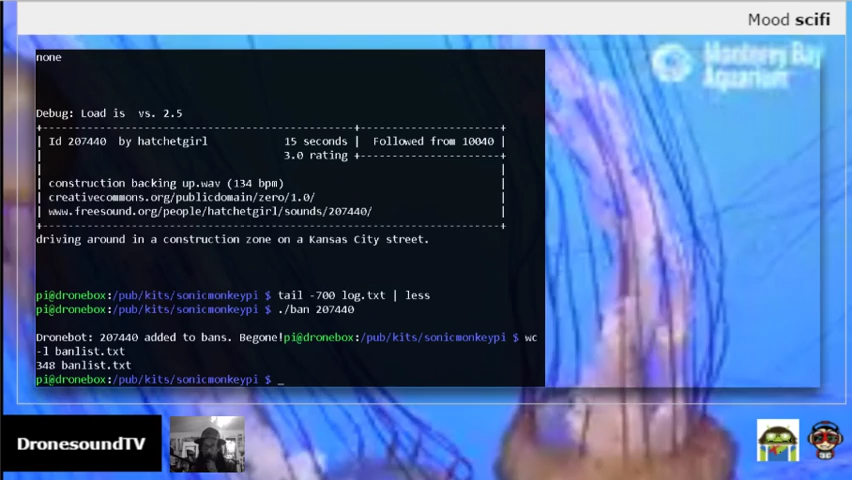 Mood scifi
Monterey Bay
Aquarium
none
Debug: Load is  vs. 2.5
Id 207440  by hatchetgirl
15 seconds
Followed from 10040
3.0 rating
construction backing up.wav (134 bpm)
creativecommons.org/publicdomain/zero/1.0/
www.freesound.org/people/hatchetgirl/sounds/207440/
driving around in a construction zone on a Kansas City street.
pi@dronebox:/pub/kits/sonicmonkeypi $ tail -700 log.txt | less
pi@dronebox:/pub/kits/sonicmonkeypi $ ./ban 207440
Dronebot: 207440 added to bans. Begone!pi@dronebox:/pub/kits/sonicmonkeypi $ wc
-l banlist.txt
348 banlist.txt
pi@dronebox:/pub/kits/sonicmonkeypi $ _
DronesoundTV